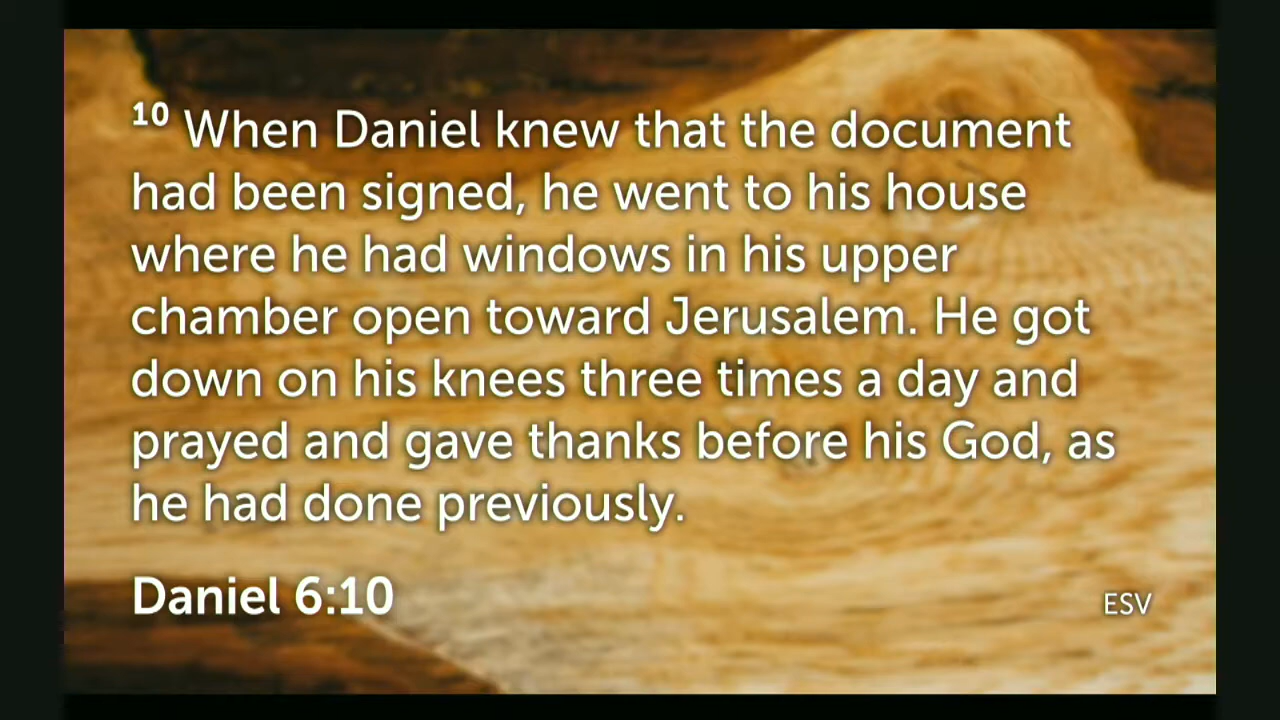 10 When Daniel knew that the document
had been signed, he went to his house
where he had windows in his upper
chamber open toward Jerusalem. He got
down on his knees three times a day and
prayed and gave thanks before his God, as
he had done previously.
Daniel 6:10
ESV